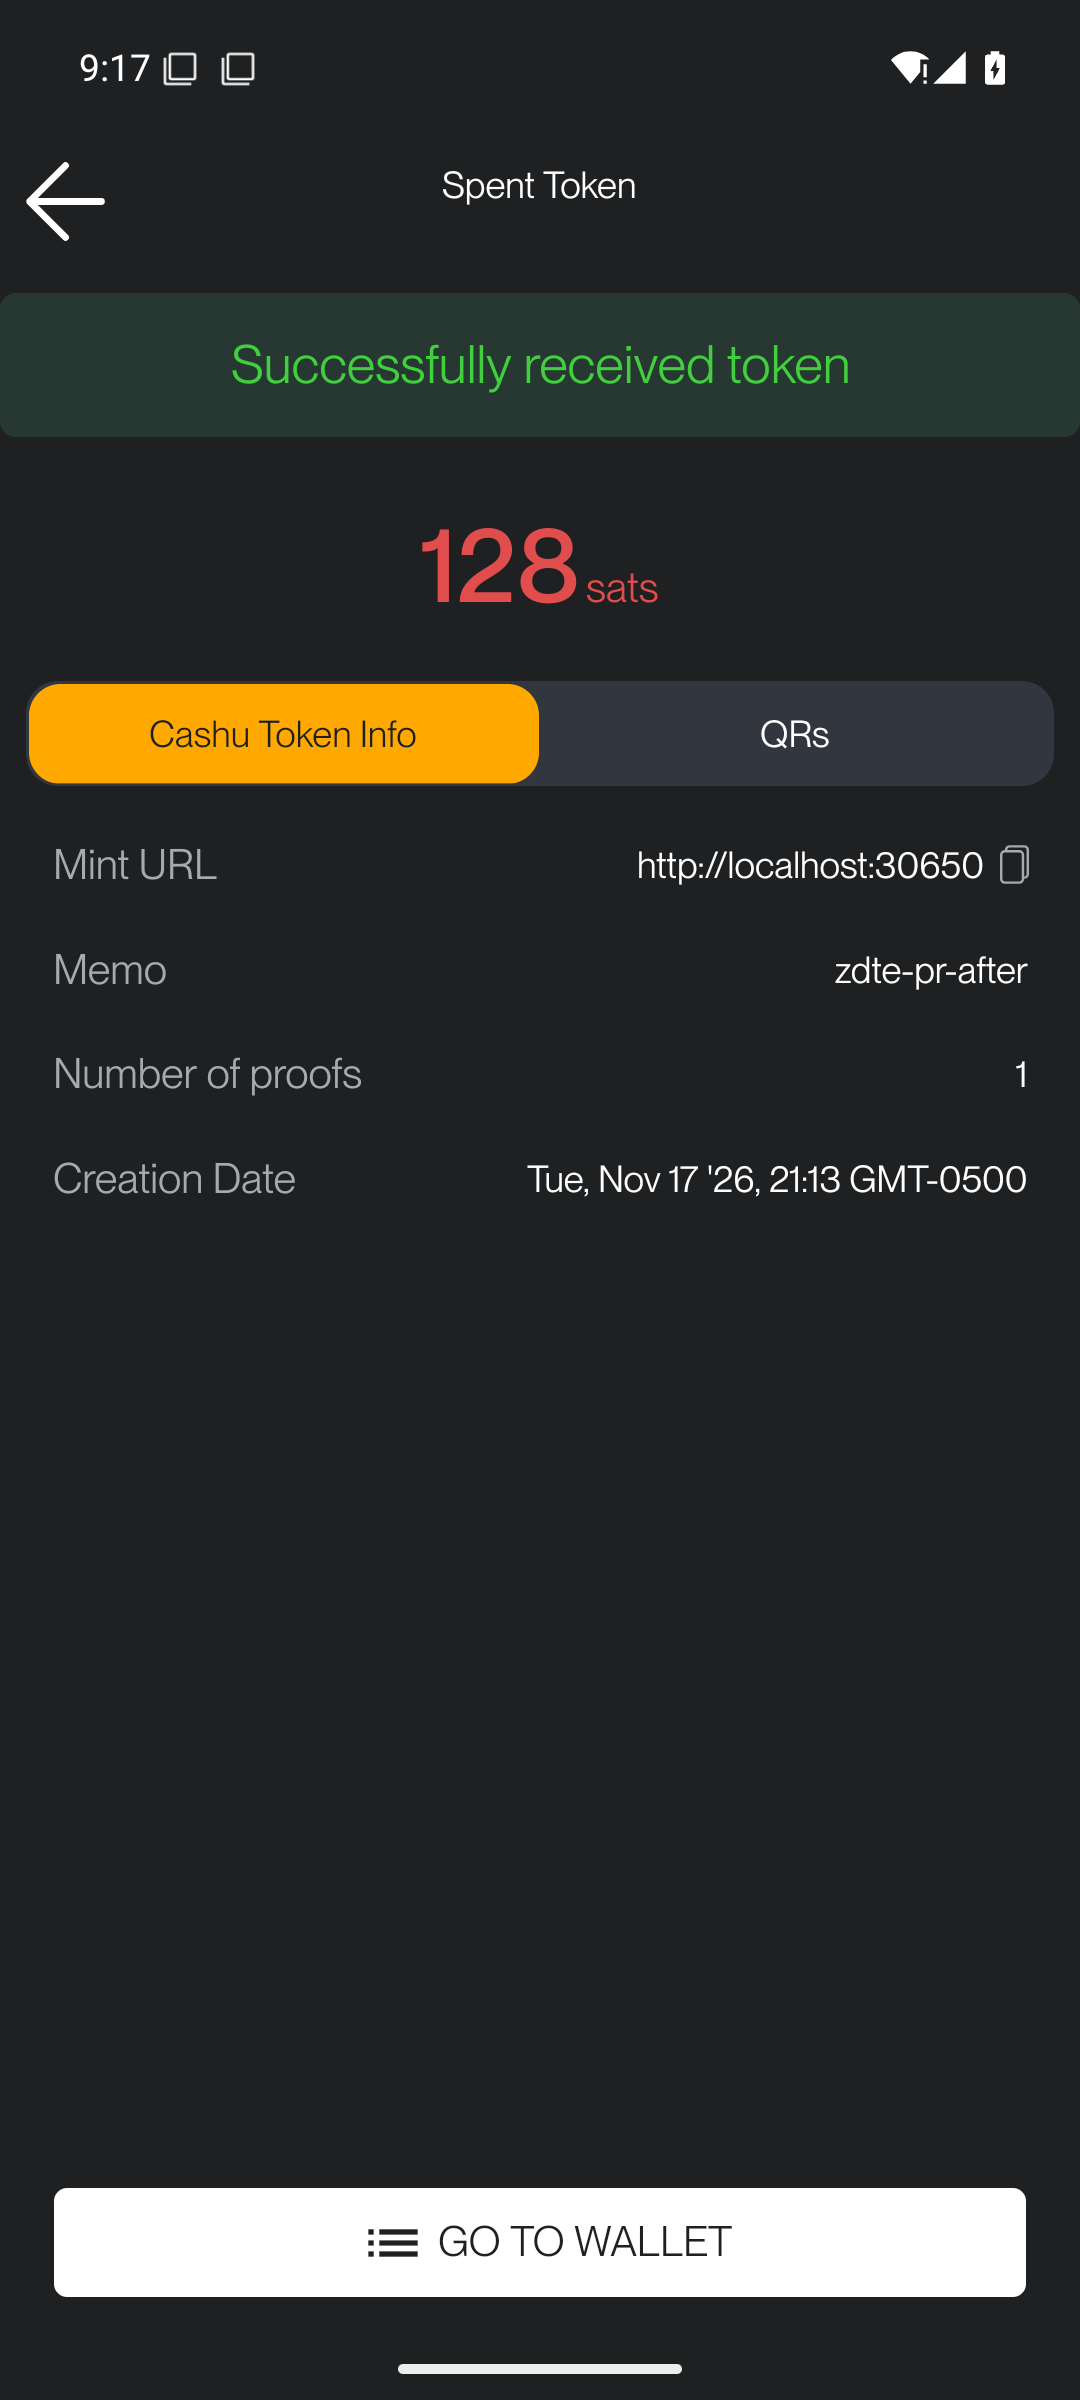 9:17
Spent Token
Successfully received token
128 sats
Cashu Token Info
QRs
Mint URL
http://localhost:30650
Memo
zdte-pr-after
Number of proofs
1
Creation Date
Tue, Nov 17 '26, 21:13 GMT-0500
GO TO WALLET